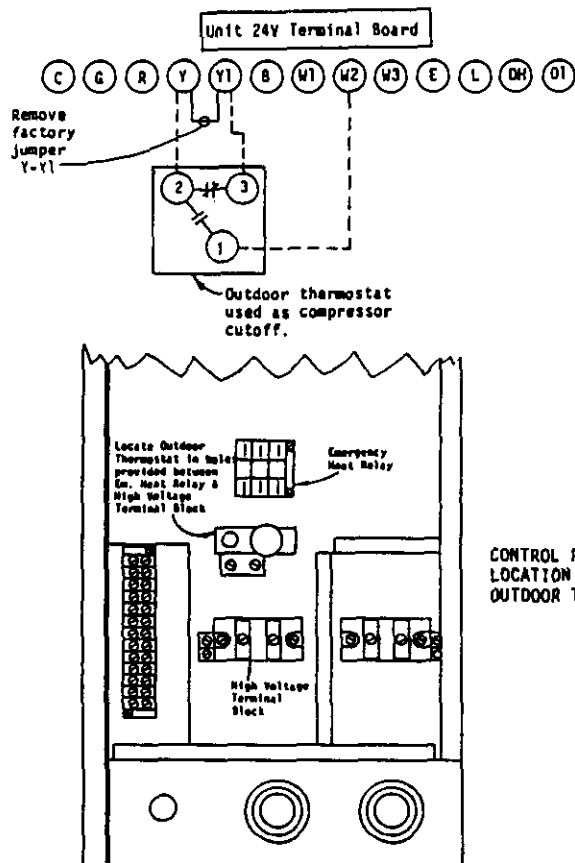 Unit 24V Terminal Board
C G R Y Y1 B W1 W2 W3 E L DH O1
Remove
factory
jumper
Y-Y1
2 3
1
Outdoor thermostat
used as compressor
cutoff.
Locate Outdoor
Thermostat in holes
provided between
Em. Heat Relay &
High Voltage
Terminal Block
Emergency
Heat Relay
CONTROL
LOCATION
OUTDOOR T
High Voltage
Terminal
Block